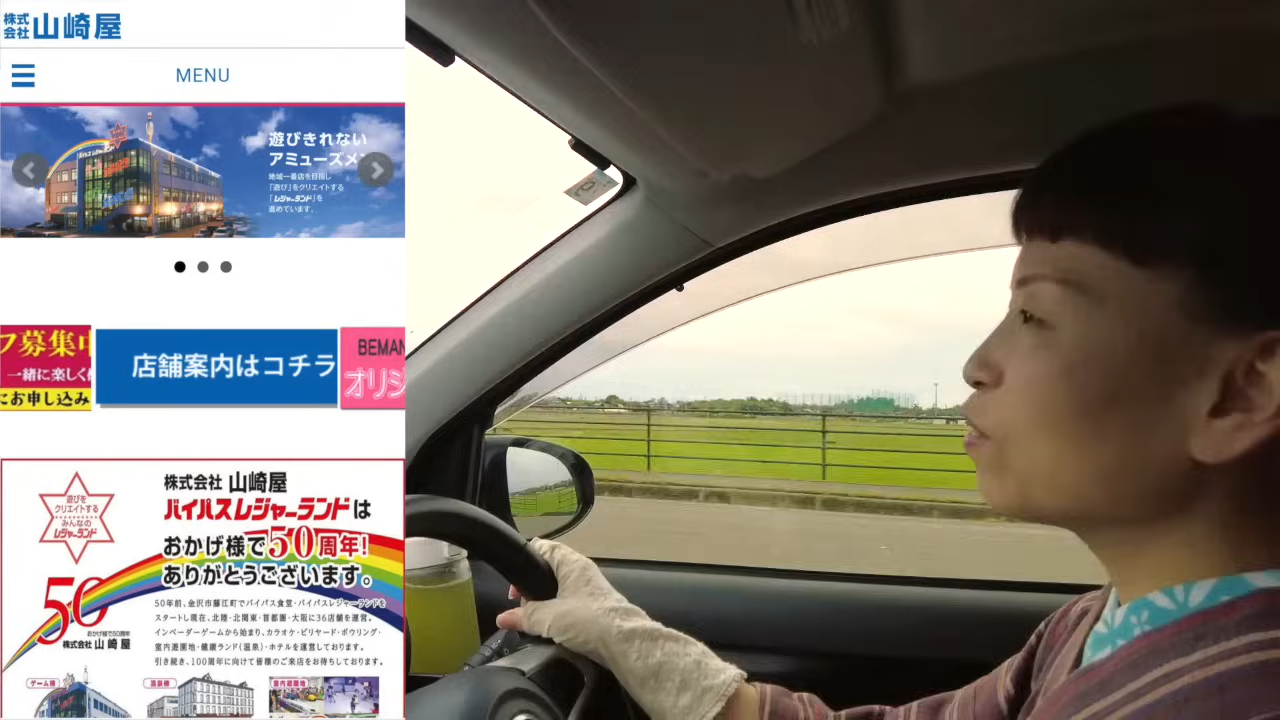 株式会社山崎屋
MENU
遊びきれない
アミューズメ
地域一番店を目指し
「遊び」をクリエイトする
「レジャーランド」を
進めています。
フ募集中
一緒に楽しく
にお申し込み
店舗案内はコチラ
BEMAN
オリジ
遊びを
クリエイトする
みんなの
レジャーランド
株式会社 山崎屋
バイパスレジャーランドは
おかげ様で50周年!
ありがとうございます。
50
おかげ様で50周年
株式会社 山崎屋
50年前、金沢市藤江町でバイパス食堂・バイパスレジャーランドを
スタートし現在、北陸・北関東・首都圏・大阪に36店舗を運営。
インベーダーゲームから始まり、カラオケ・ビリヤード・ボウリング・
室内遊園地・健康ランド(温泉)・ホテルを運営しております。
引き続き、100周年に向けて皆様のご来店をお待ちしております。
ゲーム棟
温泉棟
室内遊園地